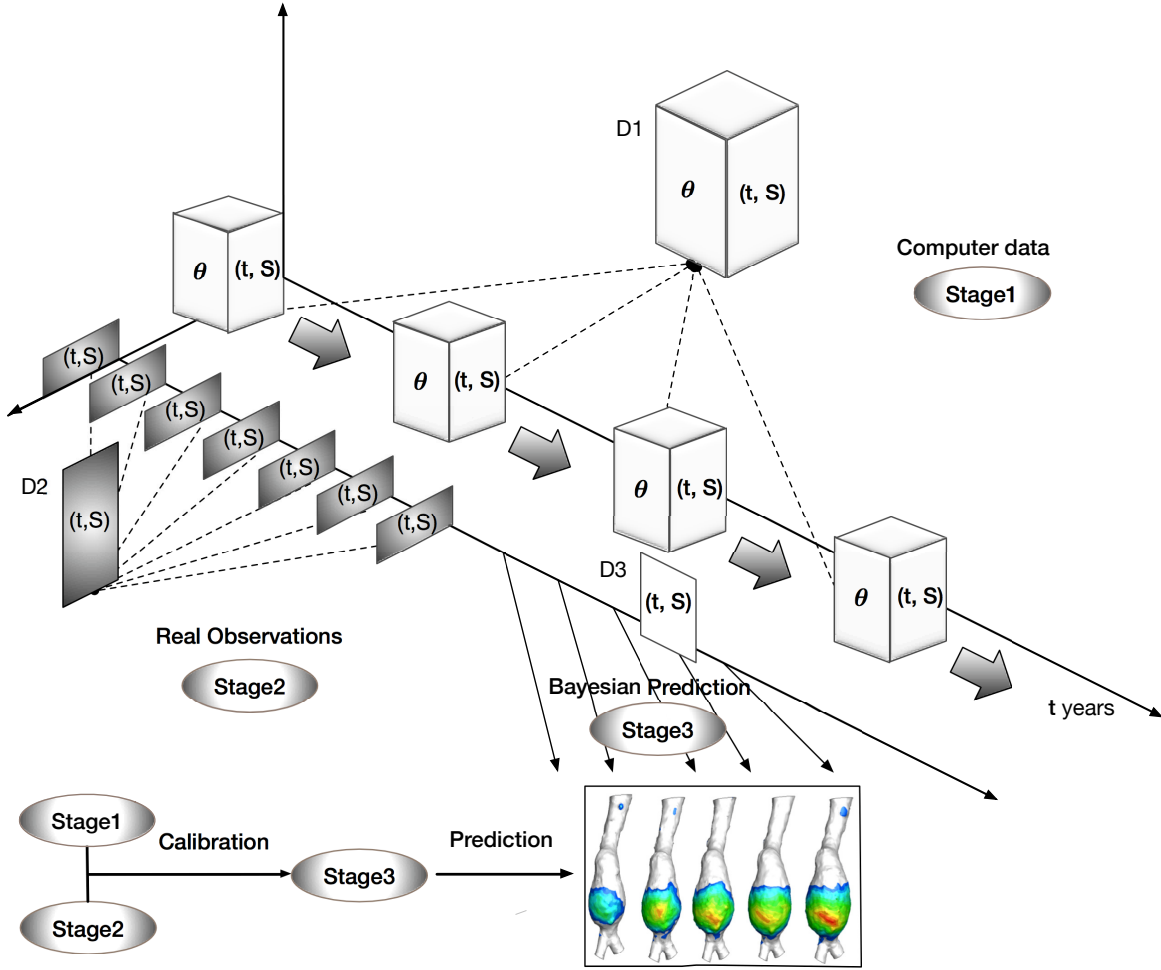 D1
θ
(t, S)
Computer data
Stage1
θ
(t, S)
θ
(t, S)
θ
(t, S)
θ
(t, S)
(t,S)
(t,S)
(t,S)
(t,S)
(t,S)
(t,S)
(t,S)
D2
(t,S)
D3
(t, S)
Real Observations
Stage2
Bayesian Prediction
Stage3
t years
Stage1
Calibration
Prediction
Stage3
Stage2